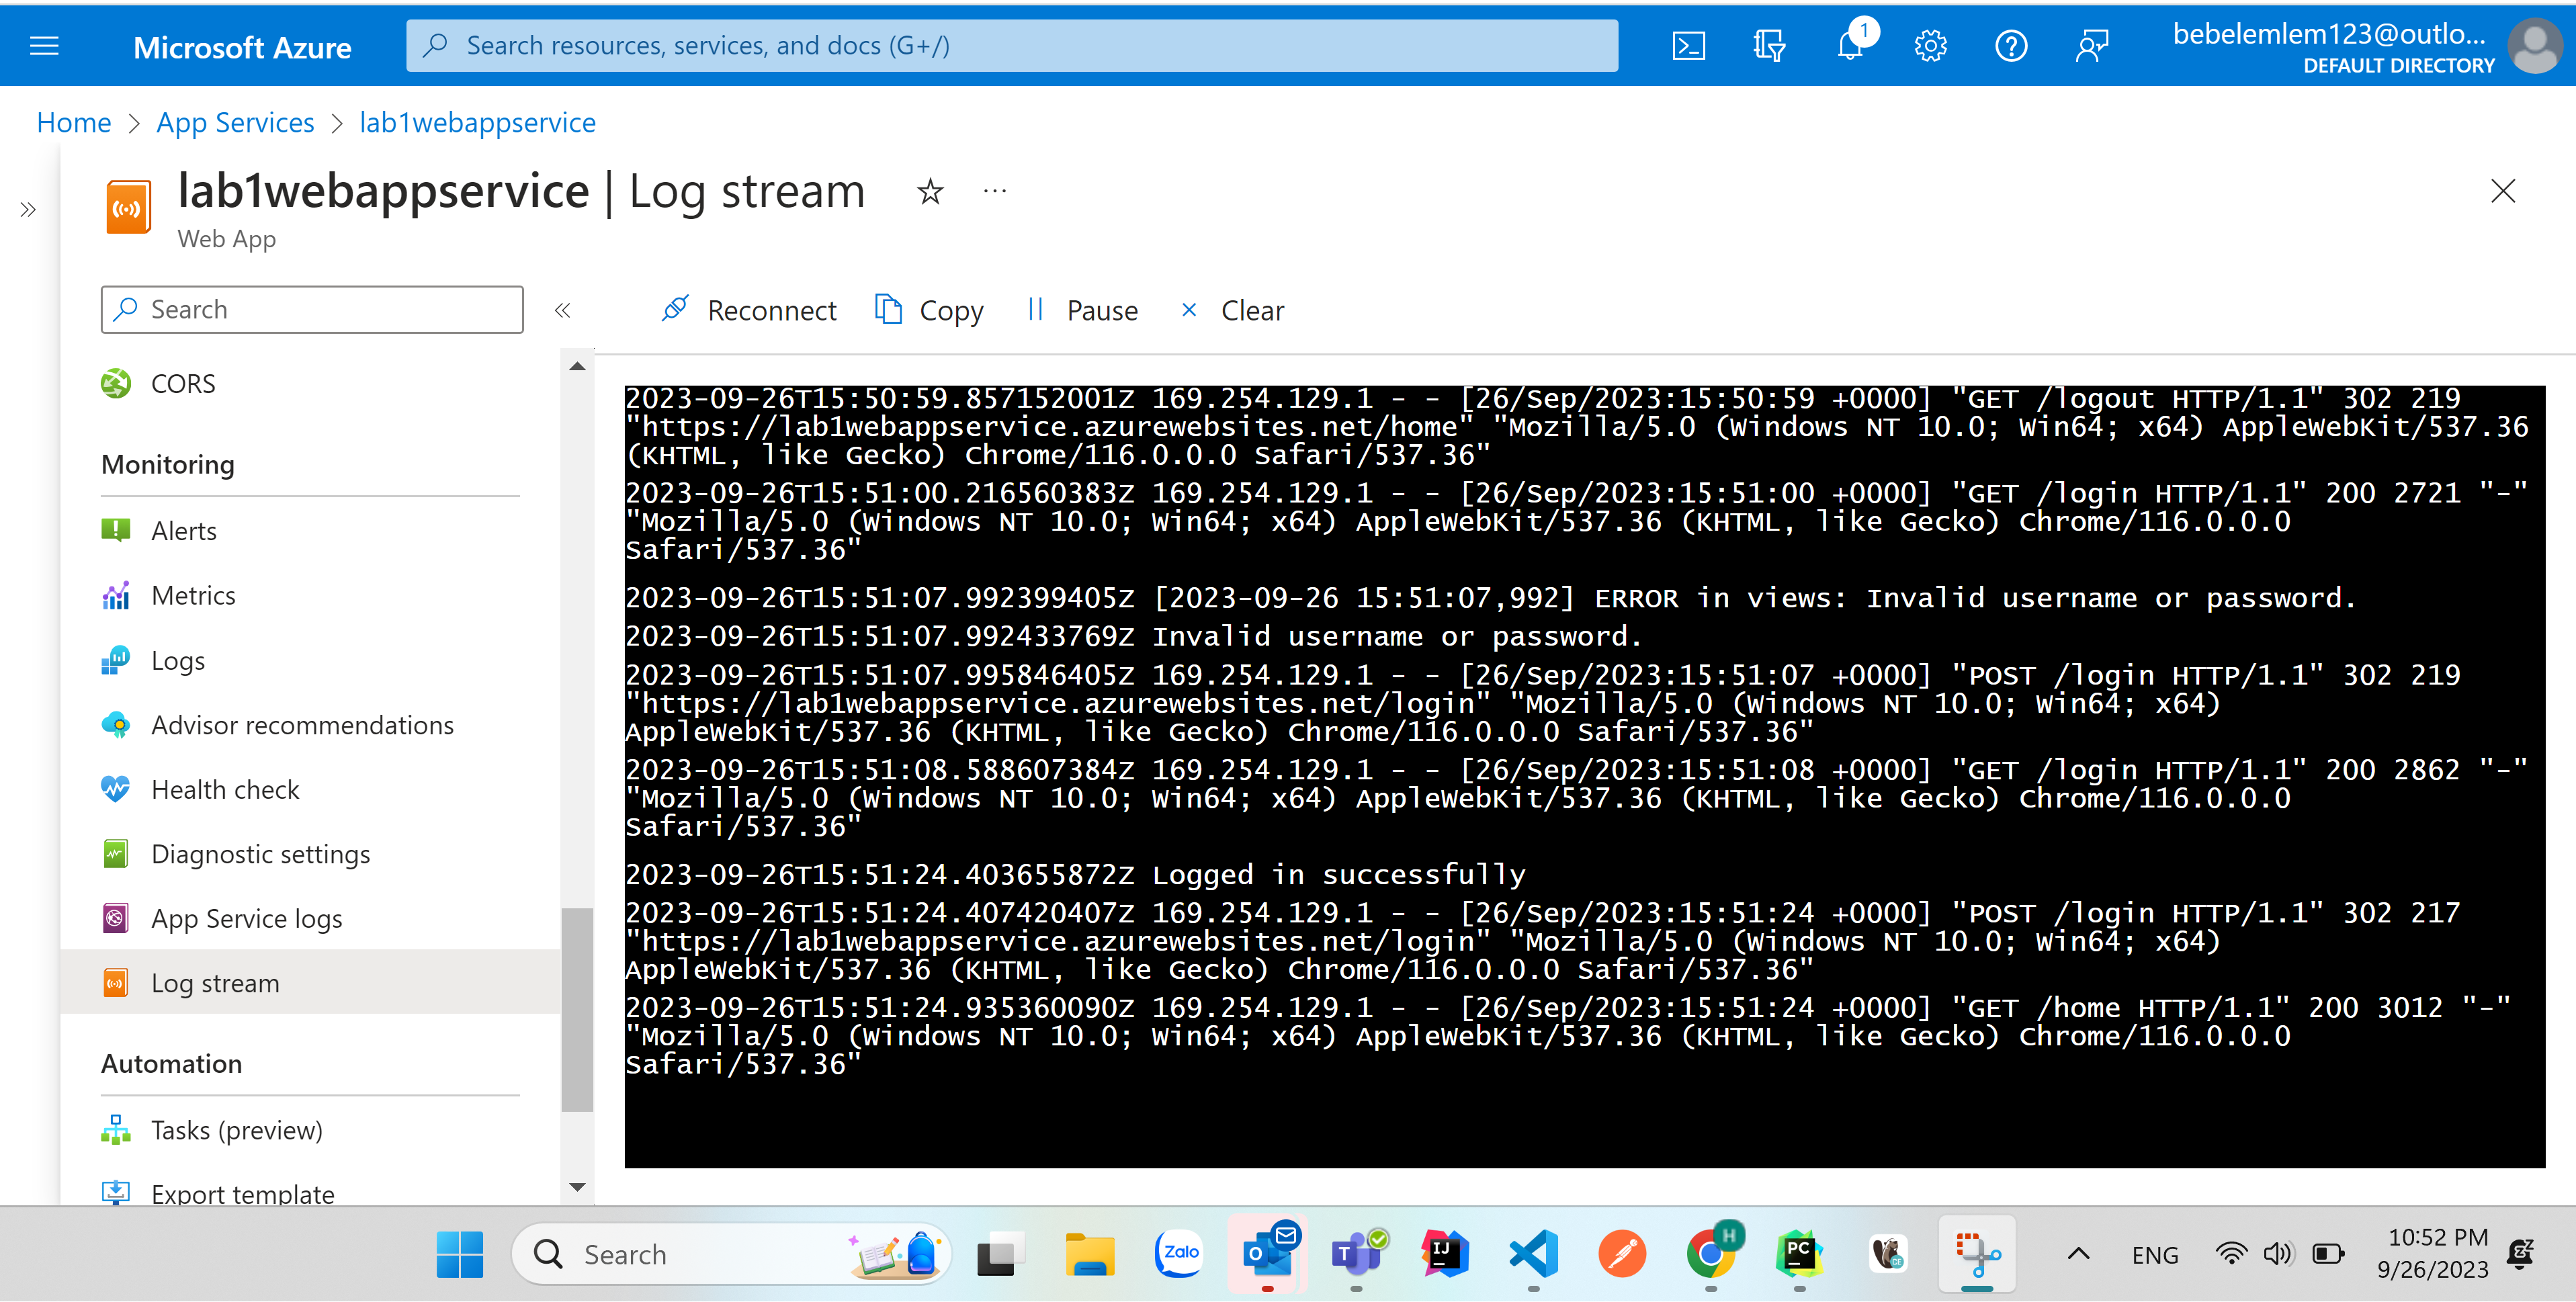 Microsoft Azure
Search resources, services, and docs (G+/)
1
bebelemlem123@outlo...
DEFAULT DIRECTORY
Home > App Services > lab1webappservice
lab1webappservice | Log stream
Web App
Search
Reconnect
Copy
Pause
Clear
CORS
Monitoring
Alerts
Metrics
Logs
Advisor recommendations
Health check
Diagnostic settings
App Service logs
Log stream
Automation
Tasks (preview)
Export template
2023-09-26T15:50:59.857152001Z 169.254.129.1 - - [26/Sep/2023:15:50:59 +0000] "GET /logout HTTP/1.1" 302 219
"https://lab1webappservice.azurewebsites.net/home" "Mozilla/5.0 (Windows NT 10.0; Win64; x64) AppleWebKit/537.36
(KHTML, like Gecko) Chrome/116.0.0.0 Safari/537.36"
2023-09-26T15:51:00.216560383Z 169.254.129.1 - - [26/Sep/2023:15:51:00 +0000] "GET /login HTTP/1.1" 200 2721 "-"
"Mozilla/5.0 (Windows NT 10.0; Win64; x64) AppleWebKit/537.36 (KHTML, like Gecko) Chrome/116.0.0.0
Safari/537.36"
2023-09-26T15:51:07.992399405Z [2023-09-26 15:51:07,992] ERROR in views: Invalid username or password.
2023-09-26T15:51:07.992433769Z Invalid username or password.
2023-09-26T15:51:07.995846405Z 169.254.129.1 - - [26/Sep/2023:15:51:07 +0000] "POST /login HTTP/1.1" 302 219
"https://lab1webappservice.azurewebsites.net/login" "Mozilla/5.0 (Windows NT 10.0; Win64; x64)
AppleWebKit/537.36 (KHTML, like Gecko) Chrome/116.0.0.0 Safari/537.36"
2023-09-26T15:51:08.588607384Z 169.254.129.1 - - [26/Sep/2023:15:51:08 +0000] "GET /login HTTP/1.1" 200 2862 "-"
"Mozilla/5.0 (Windows NT 10.0; Win64; x64) AppleWebKit/537.36 (KHTML, like Gecko) Chrome/116.0.0.0
Safari/537.36"
2023-09-26T15:51:24.403655872Z Logged in successfully
2023-09-26T15:51:24.407420407Z 169.254.129.1 - - [26/Sep/2023:15:51:24 +0000] "POST /login HTTP/1.1" 302 217
"https://lab1webappservice.azurewebsites.net/login" "Mozilla/5.0 (Windows NT 10.0; Win64; x64)
AppleWebKit/537.36 (KHTML, like Gecko) Chrome/116.0.0.0 Safari/537.36"
2023-09-26T15:51:24.935360090Z 169.254.129.1 - - [26/Sep/2023:15:51:24 +0000] "GET /home HTTP/1.1" 200 3012 "-"
"Mozilla/5.0 (Windows NT 10.0; Win64; x64) AppleWebKit/537.36 (KHTML, like Gecko) Chrome/116.0.0.0
Safari/537.36"
Search
Zalo
O
T
IJ
H
PC
CE
ENG
10:52 PM
9/26/2023